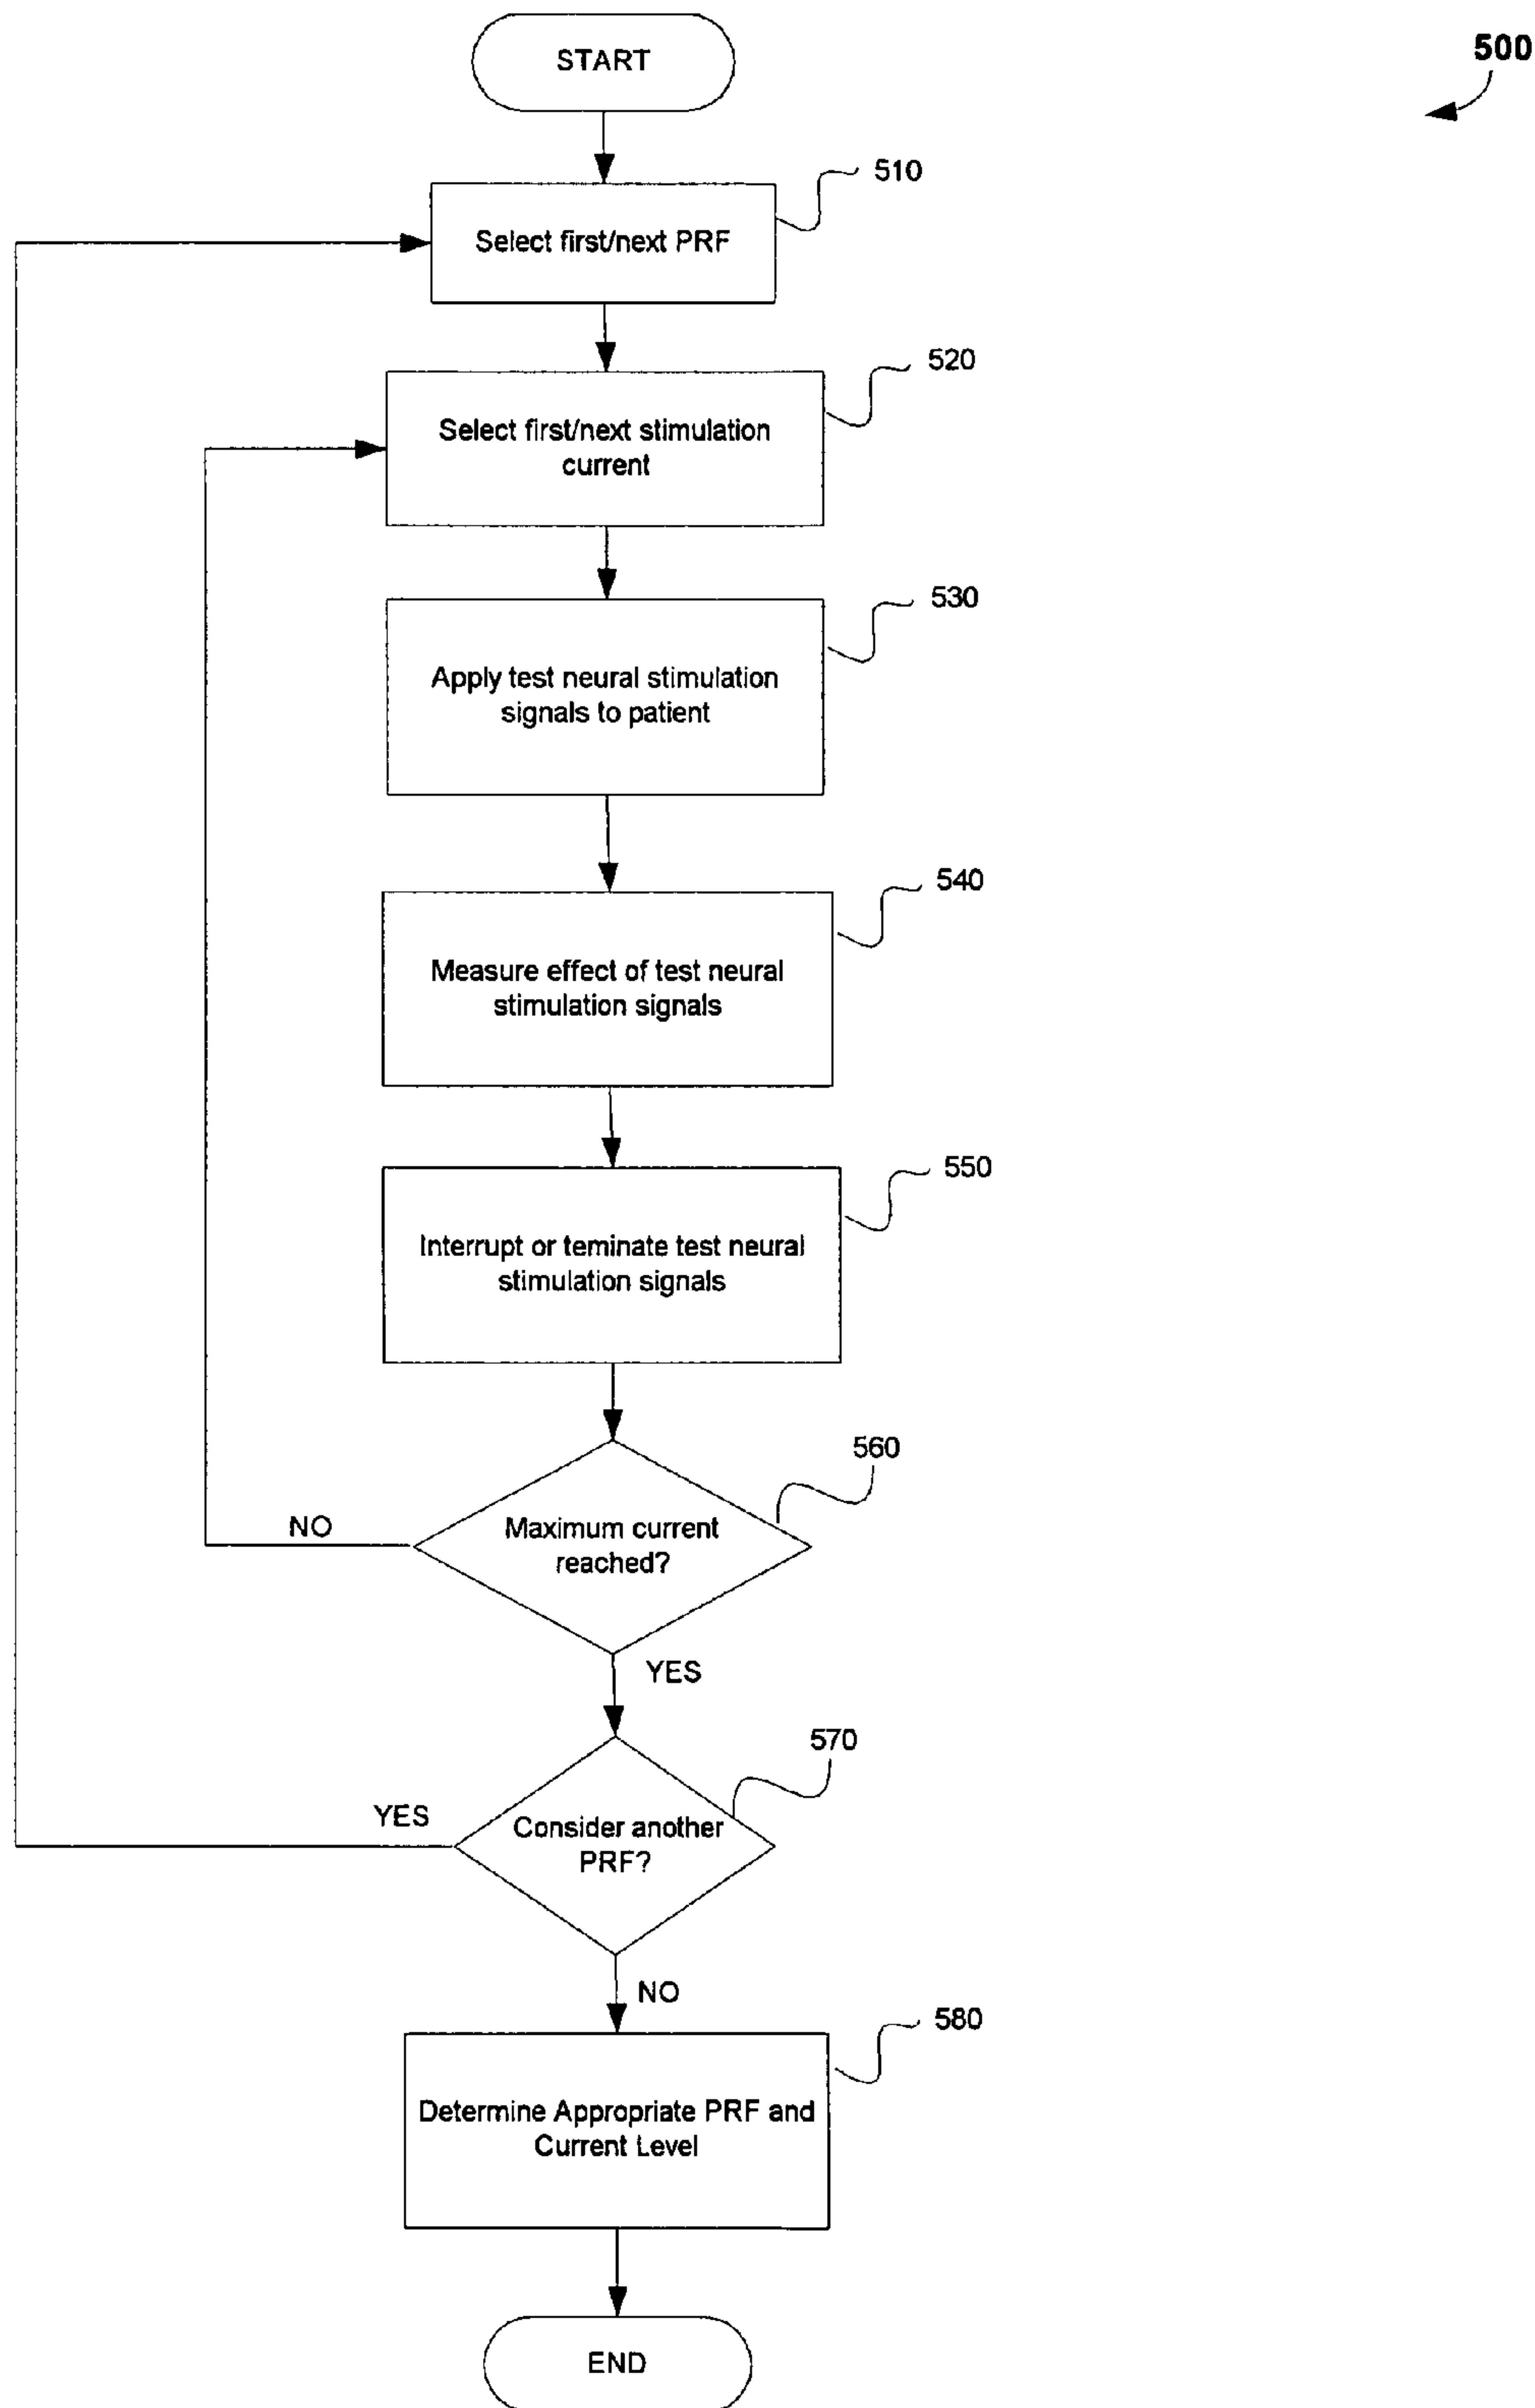 START
500
510
Select first/next PRF
520
Select first/next stimulation
current
530
Apply test neural stimulation
signals to patient
540
Measure effect of test neural
stimulation signals
550
Interrupt or teminate test neural
stimulation signals
560
Maximum current
reached?
NO
YES
570
Consider another
PRF?
YES
NO
580
Determine Appropriate PRF and
Current Level
END